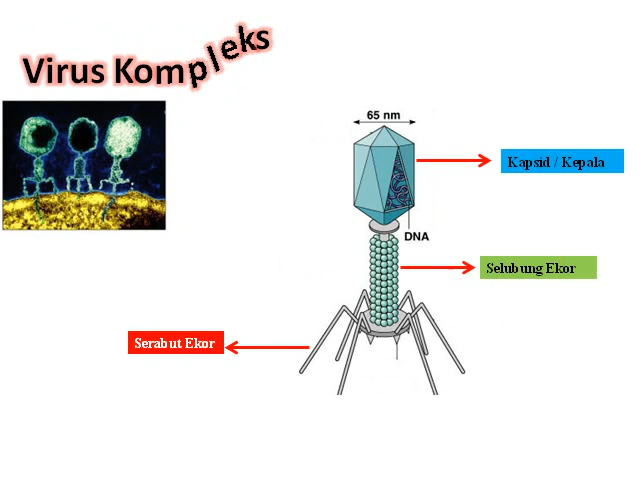 Virus Kompleks
65 nm
Kapsid / Kepala
DNA
Selubung Ekor
Serabut Ekor